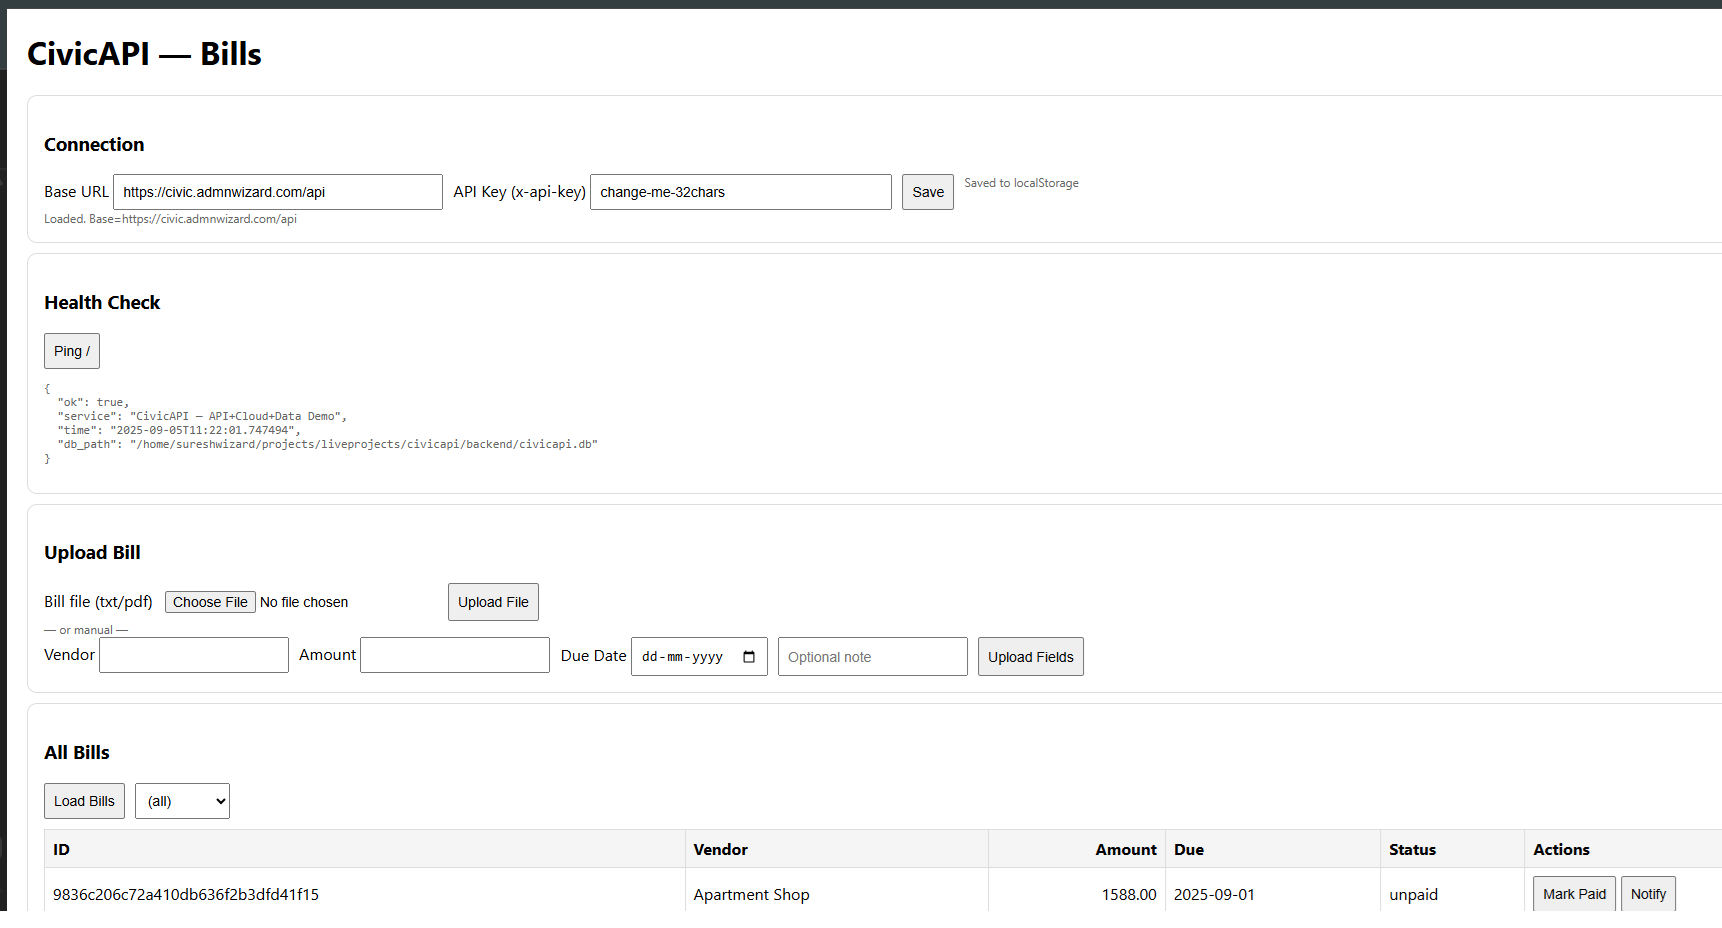 CivicAPI — Bills
Connection
Base URL https://civic.admnwizard.com/api API Key (x-api-key) change-me-32chars Save Saved to localStorage
Loaded. Base=https://civic.admnwizard.com/api
Health Check
Ping /
{
"ok": true,
"service": "CivicAPI — API+Cloud+Data Demo",
"time": "2025-09-05T11:22:01.747494",
"db_path": "/home/sureshwizard/projects/liveprojects/civicapi/backend/civicapi.db"
}
Upload Bill
Bill file (txt/pdf) Choose File No file chosen Upload File
— or manual —
Vendor Amount Due Date dd-mm-yyyy Optional note Upload Fields
All Bills
Load Bills (all)
ID Vendor Amount Due Status Actions
9836c206c72a410db636f2b3dfd41f15 Apartment Shop 1588.00 2025-09-01 unpaid Mark Paid Notify